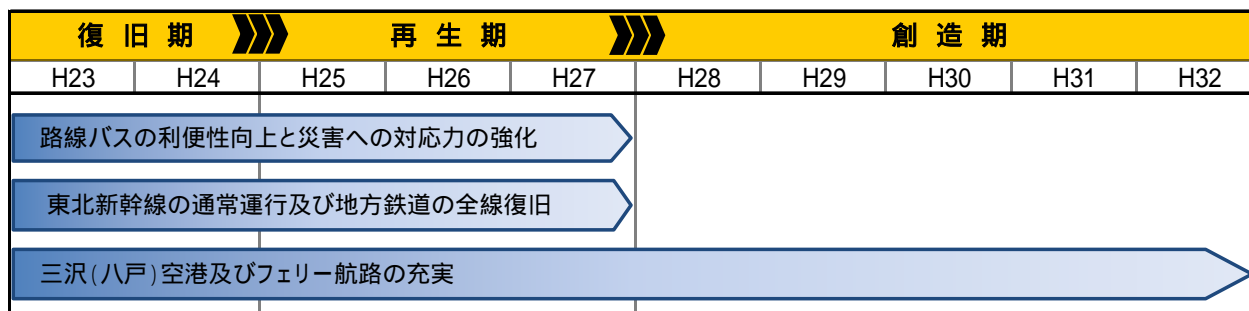 復旧期 再生期 創造期
H23 H24 H25 H26 H27 H28 H29 H30 H31 H32
路線バスの利便性向上と災害への対応力の強化
東北新幹線の通常運行及び地方鉄道の全線復旧
三沢(八戸)空港及びフェリー航路の充実